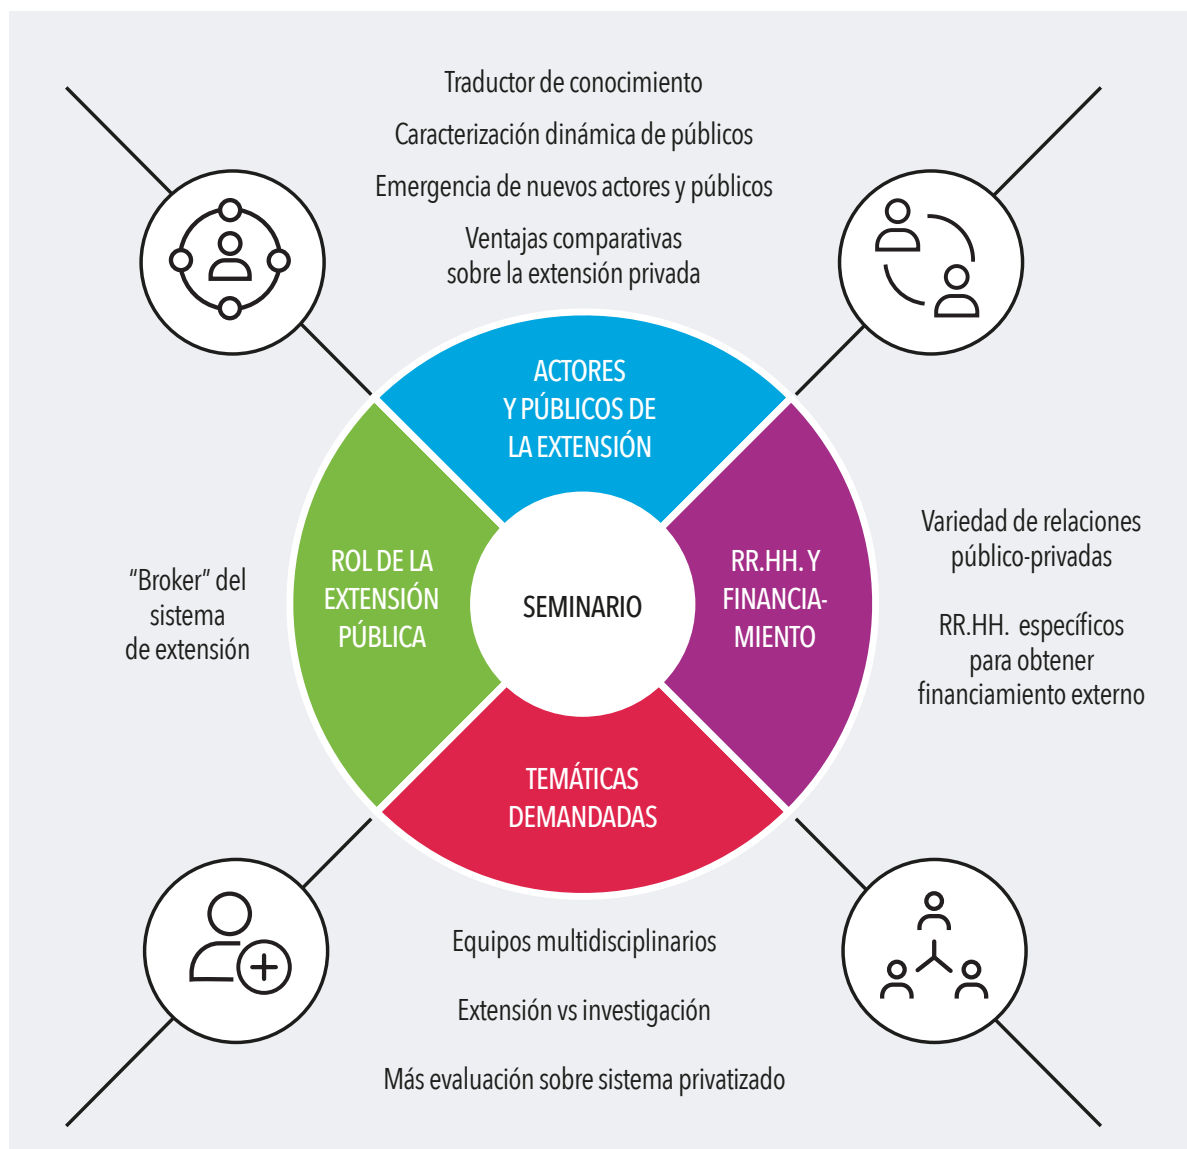 Traductor de conocimiento
Caracterización dinámica de públicos
Emergencia de nuevos actores y públicos
Ventajas comparativas
sobre la extensión privada
ACTORES
Y PÚBLICOS DE
LA EXTENSIÓN
ROL DE LA
EXTENSIÓN
PÚBLICA
SEMINARIO
RR.HH. Y
FINANCIA-
MIENTO
"Broker" del
sistema
de extensión
Variedad de relaciones
público-privadas
RR.HH. específicos
para obtener
financiamiento externo
TEMÁTICAS
DEMANDADAS
Equipos multidisciplinarios
Extensión vs investigación
Más evaluación sobre sistema privatizado